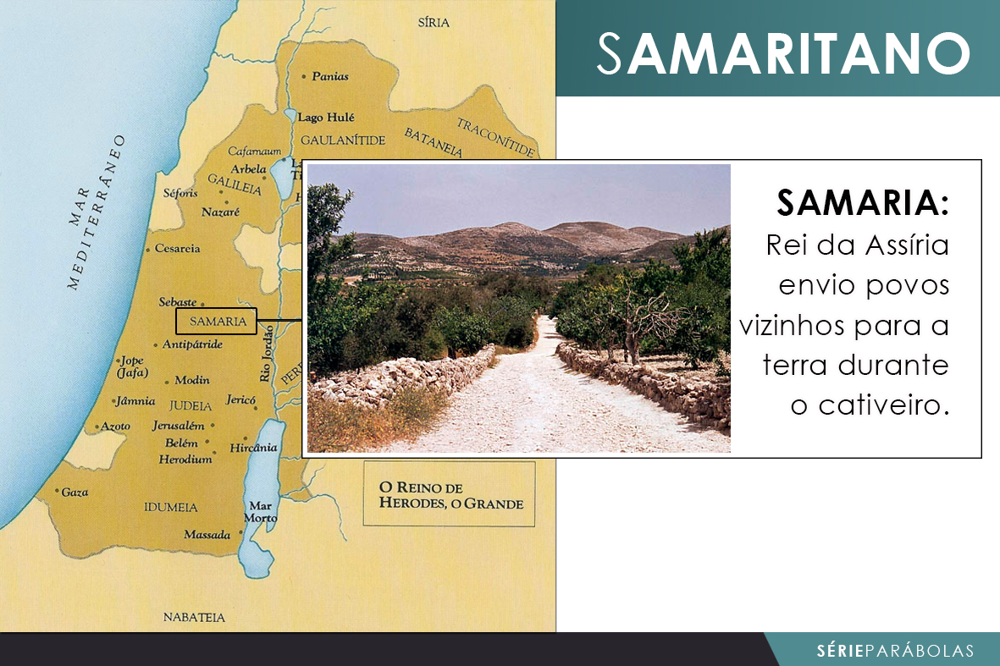 SAMARITANO
SAMARIA:
Rei da Assíria
envio povos
vizinhos para a
terra durante
o cativeiro.
SÍRIA
Panias
Lago Hulé
GAULANÍTIDE
BATANEIA
TRACONÍTIDE
Cafarnaum
Arbela
GALILEIA
Séforis
Nazaré
MAR
MEDITERRÂNEO
Cesareia
Sebaste
SAMARIA
Antipátride
Rio Jordão
Jope
(Jafa)
Modin
Jâmnia
JUDEIA
Jericó
Azoto
Jerusalém
Belém
Hircânia
Herodium
Gaza
IDUMEIA
Mar
Morto
Massada
O REINO DE
HERODES, O GRANDE
NABATEIA
SÉRIEPARÁBOLAS